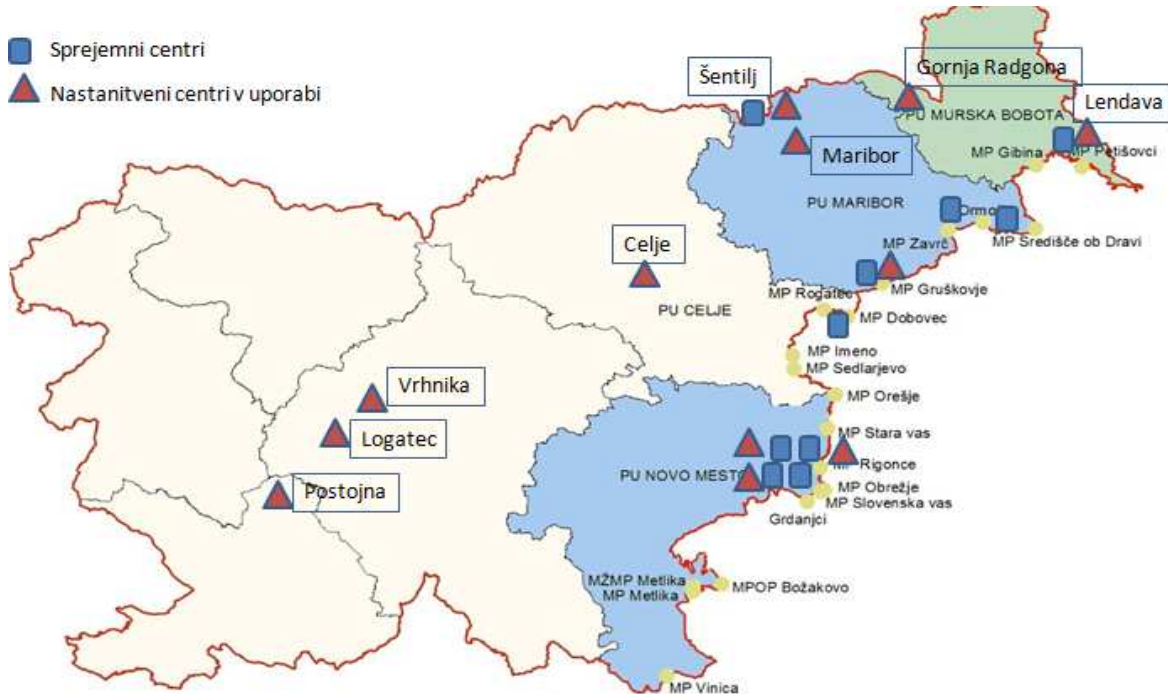 Sprejemni centri
Nastanitveni centri v uporabi
Šentilj
Gornja Radgona
Lendava
PU MURSKA BOBOTA
Maribor
MP Gibina
MP Petišovci
PU MARIBOR
Ormo
MP Središče ob Dravi
MP Zavrč
Celje
MP Gruškovje
MP Rogatec
PU CELJE
MP Dobovec
MP Imeno
MP Sedlarjevo
Vrhnika
MP Orešje
Logatec
MP Stara vas
PU NOVO MESTO
MP Rigonce
Postojna
MP Obrežje
MP Slovenska vas
Grdanjci
MŽMP Metlika
MP Metlika
MPOP Božakovo
MP Vinica